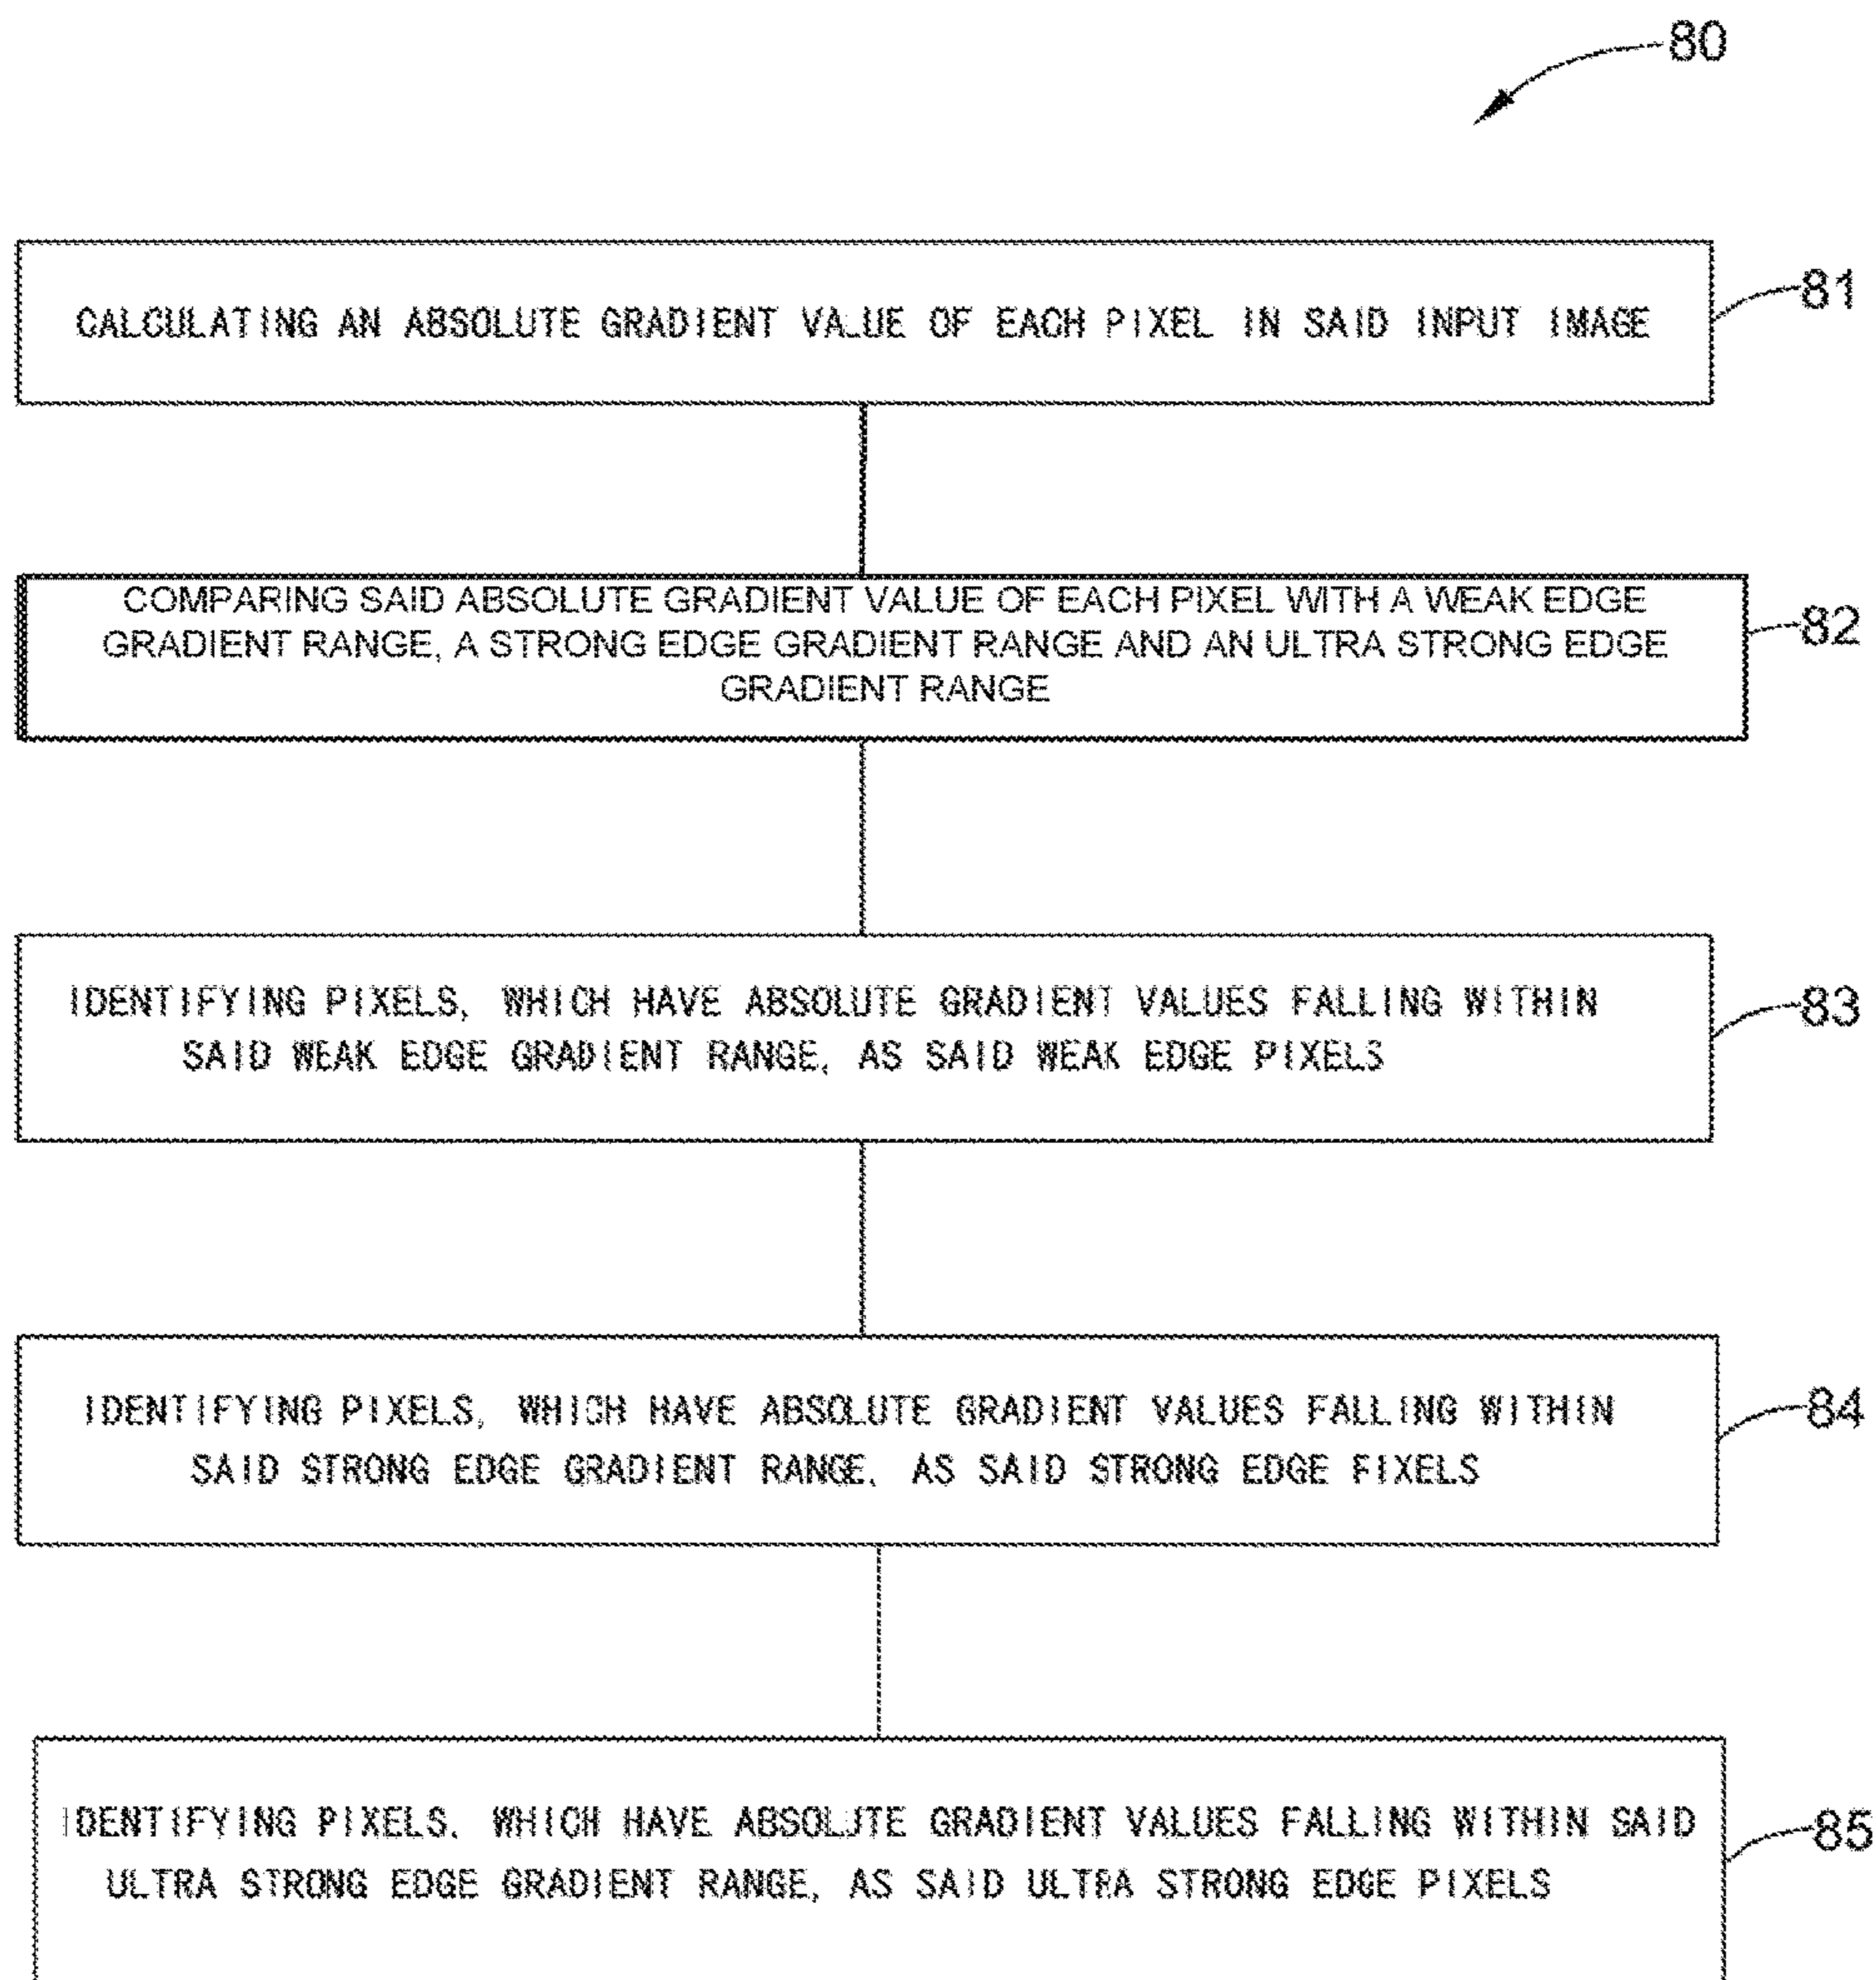 80
CALCULATING AN ABSOLUTE GRADIENT VALUE OF EACH PIXEL IN SAID INPUT IMAGE
81
COMPARING SAID ABSOLUTE GRADIENT VALUE OF EACH PIXEL WITH A WEAK EDGE
GRADIENT RANGE, A STRONG EDGE GRADIENT RANGE AND AN ULTRA STRONG EDGE
GRADIENT RANGE
82
IDENTIFYING PIXELS, WHICH HAVE ABSOLUTE GRADIENT VALUES FALLING WITHIN
SAID WEAK EDGE GRADIENT RANGE, AS SAID WEAK EDGE PIXELS
83
IDENTIFYING PIXELS, WHICH HAVE ABSOLUTE GRADIENT VALUES FALLING WITHIN
SAID STRONG EDGE GRADIENT RANGE, AS SAID STRONG EDGE PIXELS
84
IDENTIFYING PIXELS, WHICH HAVE ABSOLUTE GRADIENT VALUES FALLING WITHIN SAID
ULTRA STRONG EDGE GRADIENT RANGE, AS SAID ULTRA STRONG EDGE PIXELS
85